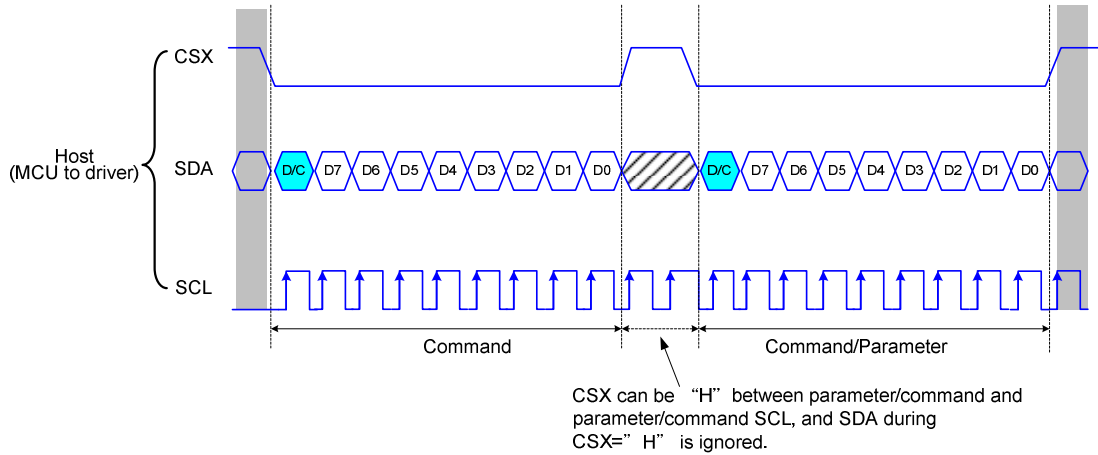 CSX
Host
(MCU to driver)
SDA
D/C D7 D6 D5 D4 D3 D2 D1 D0 D/C D7 D6 D5 D4 D3 D2 D1 D0
SCL
Command Command/Parameter
CSX can be “H” between parameter/command and
parameter/command SCL, and SDA during
CSX=”H” is ignored.